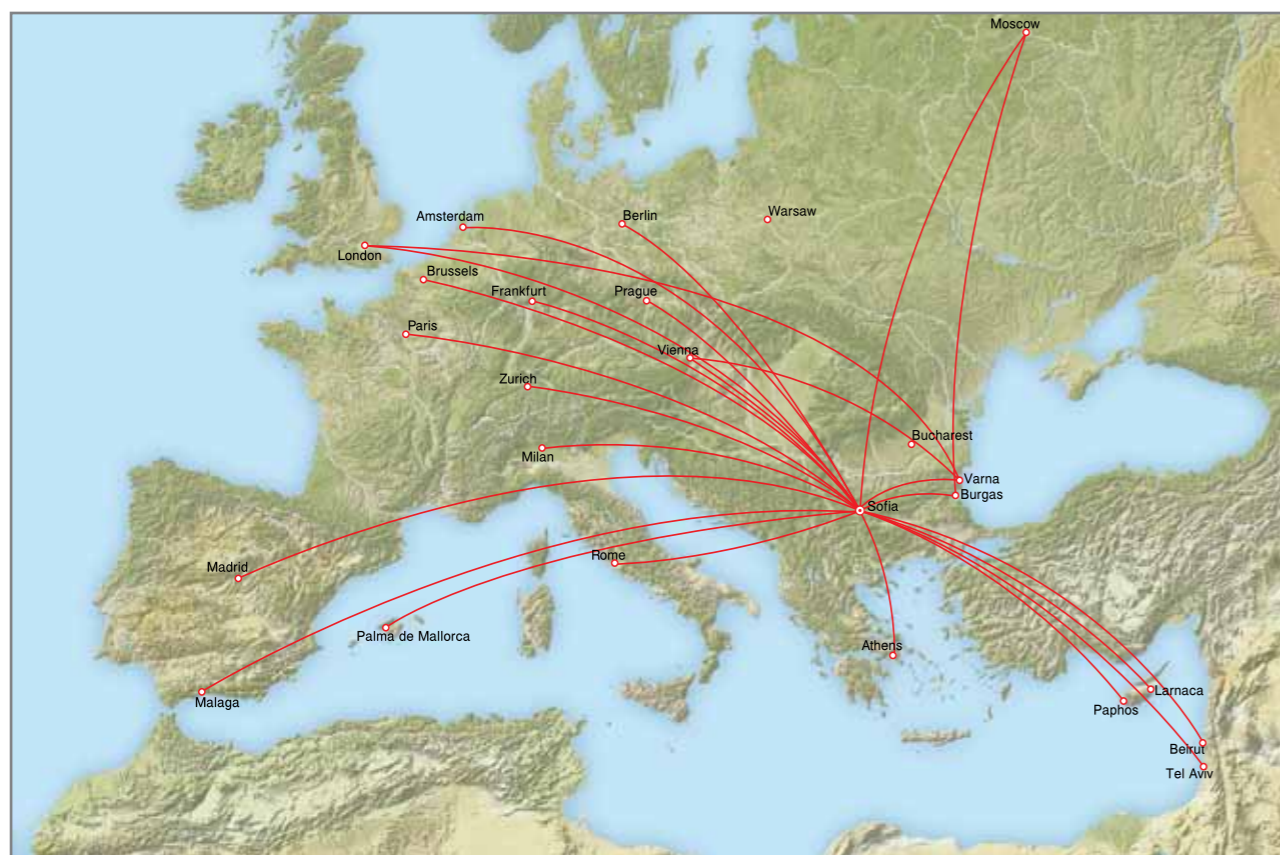 Moscow
Warsaw
Berlin
Amsterdam
London
Brussels
Frankfurt
Prague
Paris
Vienna
Zurich
Bucharest
Milan
Varna
Burgas
Sofia
Rome
Madrid
Palma de Mallorca
Athens
Malaga
Larnaca
Paphos
Beirut
Tel Aviv